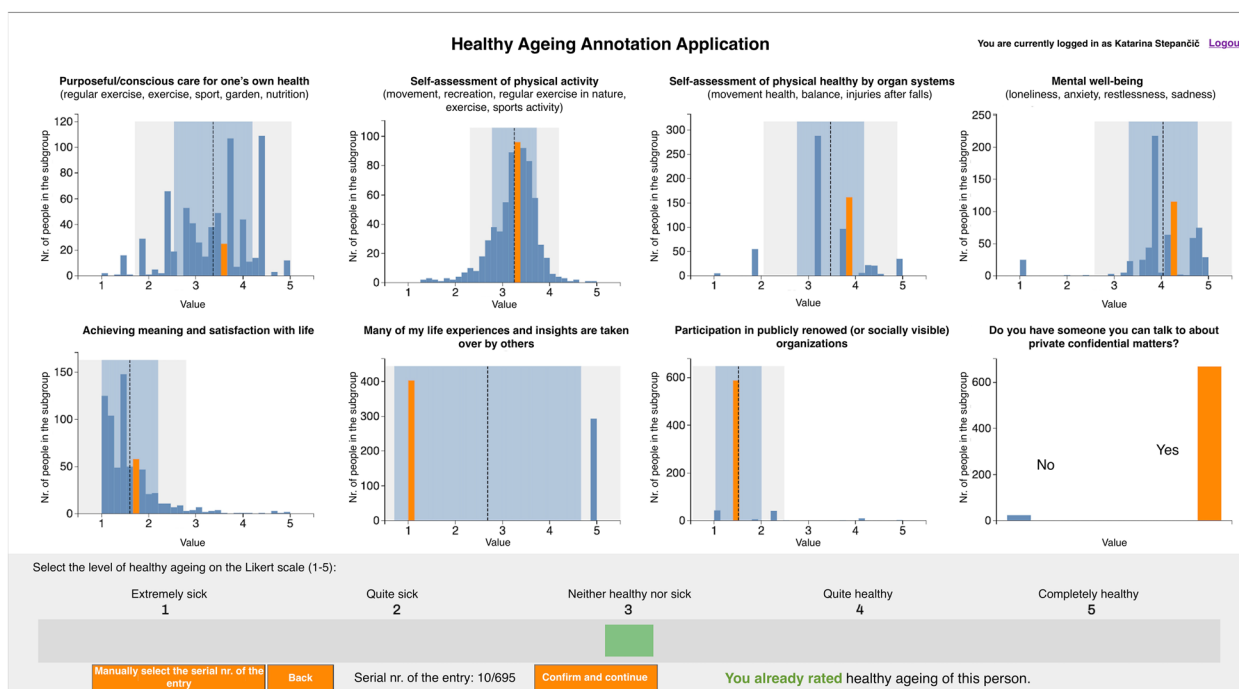 Healthy Ageing Annotation Application
You are currently logged in as Katarina Stepančič Logou
Purposeful/conscious care for one's own health
(regular exercise, exercise, sport, garden, nutrition)
Nr. of people in the subgroup
120
100
80
60
40
20
0
1 2 3 4 5
Value
Self-assessment of physical activity
(movement, recreation, regular exercise in nature,
exercise, sports activity)
Nr. of people in the subgroup
100
80
60
40
20
0
1 2 3 4 5
Value
Self-assessment of physical healthy by organ systems
(movement health, balance, injuries after falls)
Nr. of people in the subgroup
300
250
200
150
100
50
0
1 2 3 4 5
Value
Mental well-being
(loneliness, anxiety, restlessness, sadness)
Nr. of people in the subgroup
250
200
150
100
50
0
1 2 3 4 5
Value
Achieving meaning and satisfaction with life
Nr. of people in the subgroup
150
100
50
0
1 2 3 4 5
Value
Many of my life experiences and insights are taken
over by others
Nr. of people in the subgroup
400
300
200
100
0
1 2 3 4 5
Value
Participation in publicly renowed (or socially visible)
organizations
Nr. of people in the subgroup
600
400
200
0
1 2 3 4 5
Value
Do you have someone you can talk to about
private confidential matters?
Nr. of people in the subgroup
600
400
200
0
No
Yes
Value
Select the level of healthy ageing on the Likert scale (1-5):
Extremely sick
1
Quite sick
2
Neither healthy nor sick
3
Quite healthy
4
Completely healthy
5
Manually select the serial nr. of the
entry
Back
Serial nr. of the entry: 10/695
Confirm and continue
You already rated healthy ageing of this person.